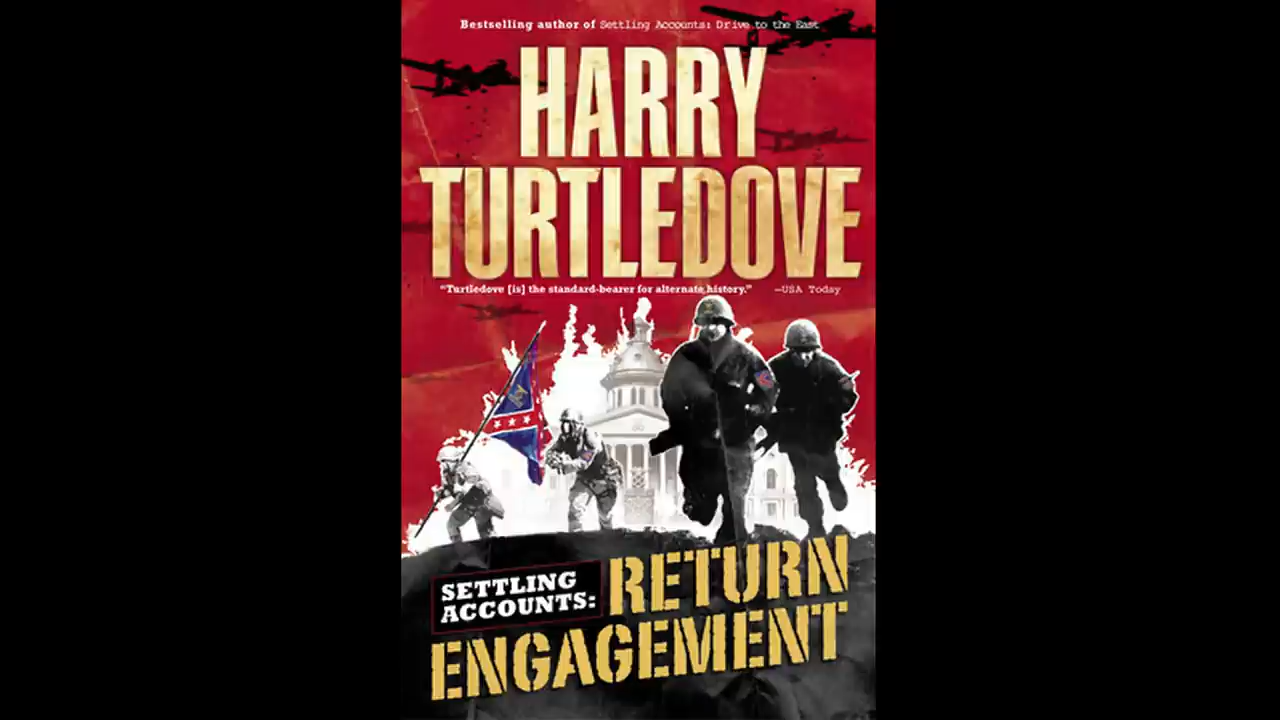 Bestselling author of Settling Accounts: Drive to the East
HARRY
TURTLEDOVE
"Turtledove [is] the standard-bearer for alternate history." —USA Today
SETTLING
ACCOUNTS:
RETURN
ENGAGEMENT